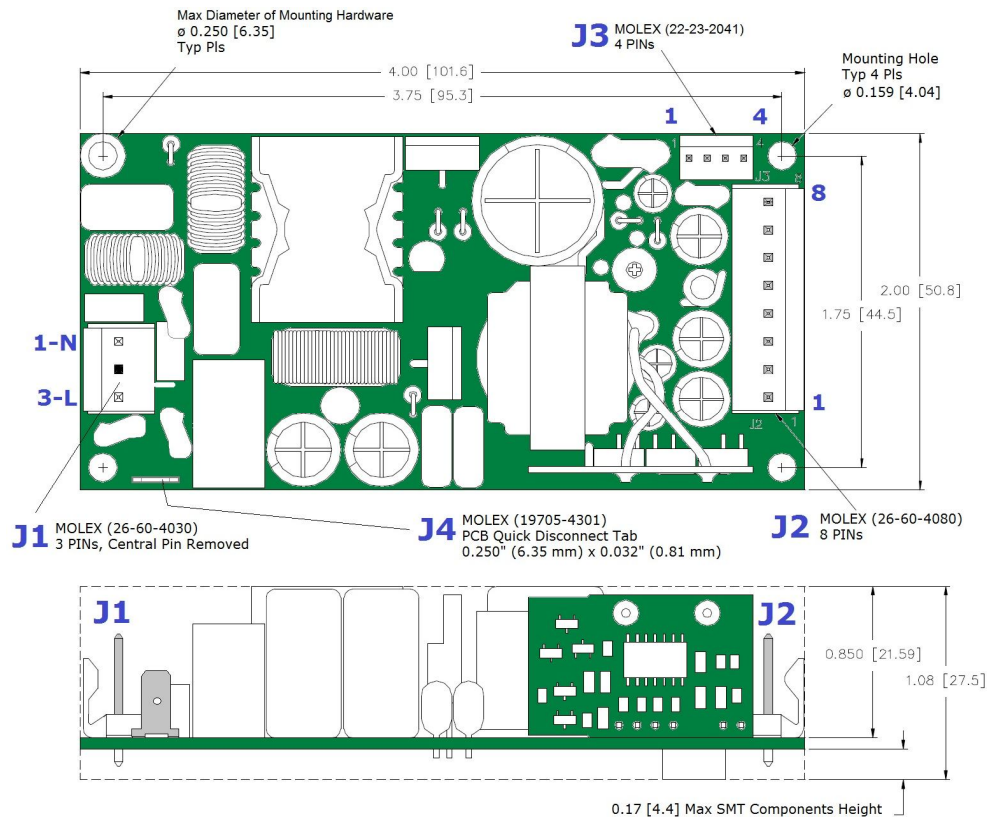 Max Diameter of Mounting Hardware
ø 0.250 [6.35]
Typ Pls
J3 MOLEX (22-23-2041)
4 PINs
Mounting Hole
Typ 4 Pls
ø 0.159 [4.04]
4.00 [101.6]
3.75 [95.3]
1 4
1 4
J3
8
8
2.00 [50.8]
1.75 [44.5]
1-N
3-L
1
J2 1
J1 MOLEX (26-60-4030)
3 PINs, Central Pin Removed
J4 MOLEX (19705-4301)
PCB Quick Disconnect Tab
0.250" (6.35 mm) x 0.032" (0.81 mm)
J2 MOLEX (26-60-4080)
8 PINs
J1
J2
0.850 [21.59]
1.08 [27.5]
0.17 [4.4] Max SMT Components Height